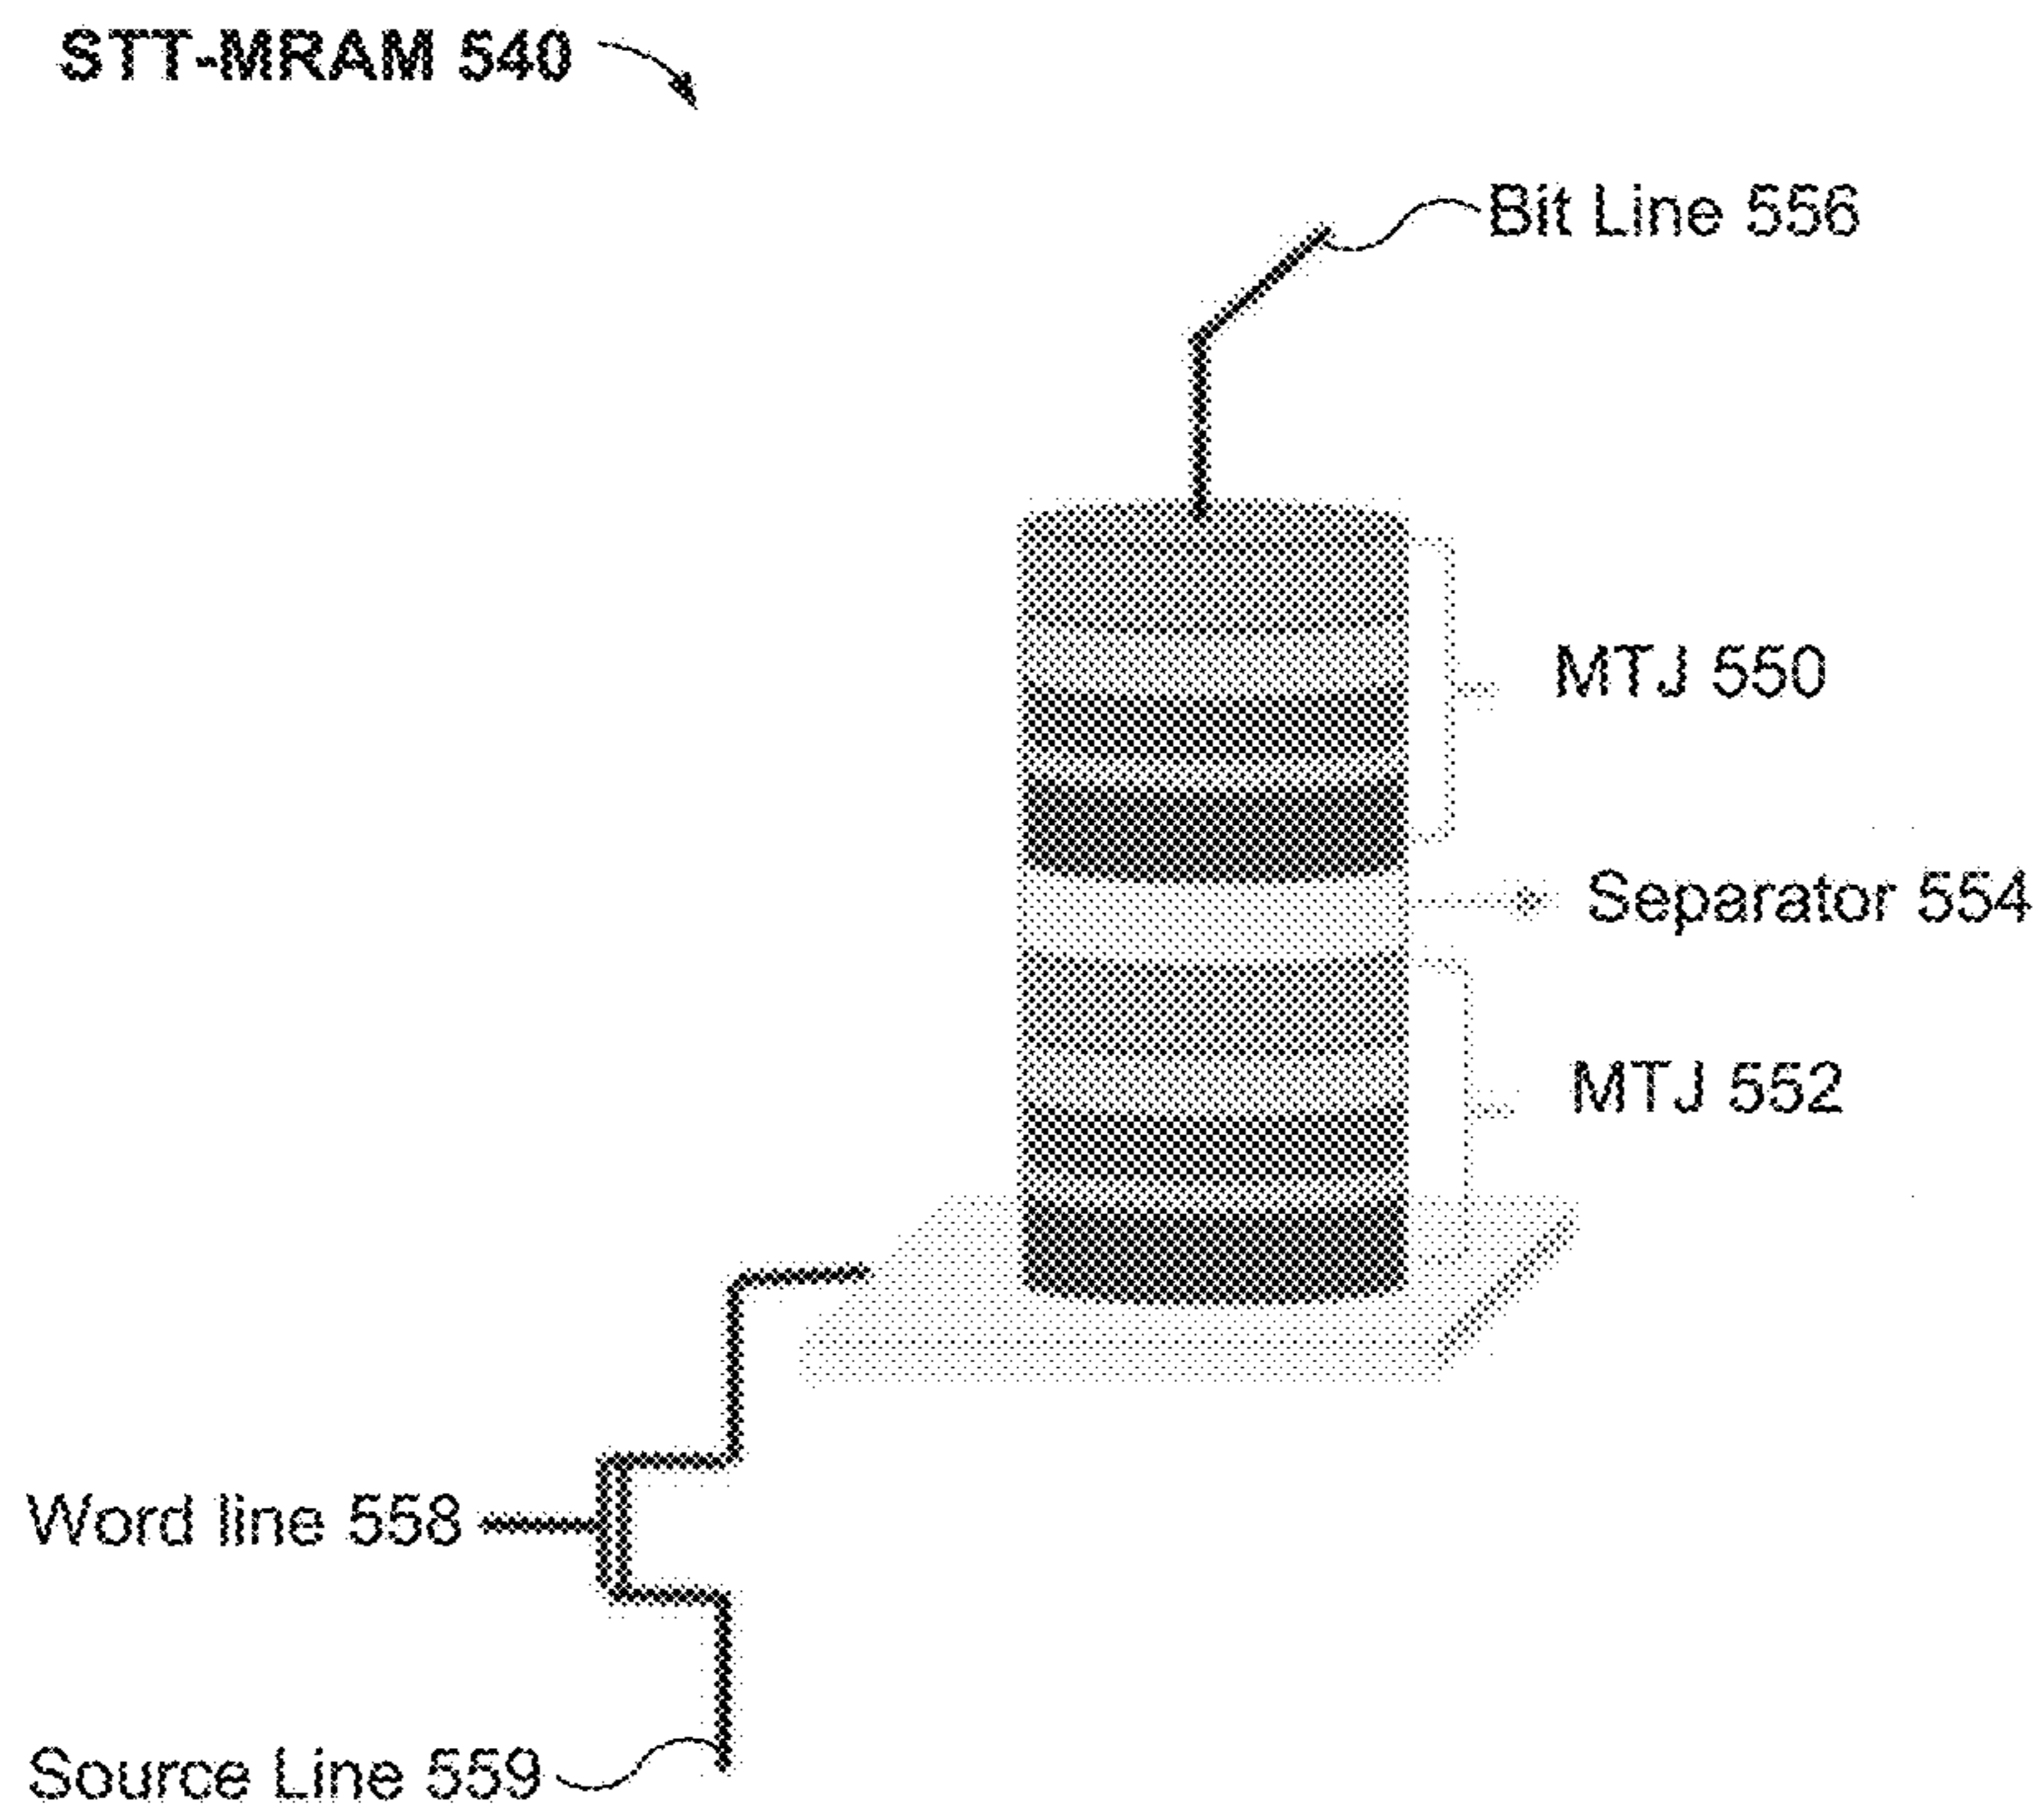 STT-MRAM 540
Bit Line 556
MTJ 550
Separator 554
MTJ 552
Word line 558
Source Line 559